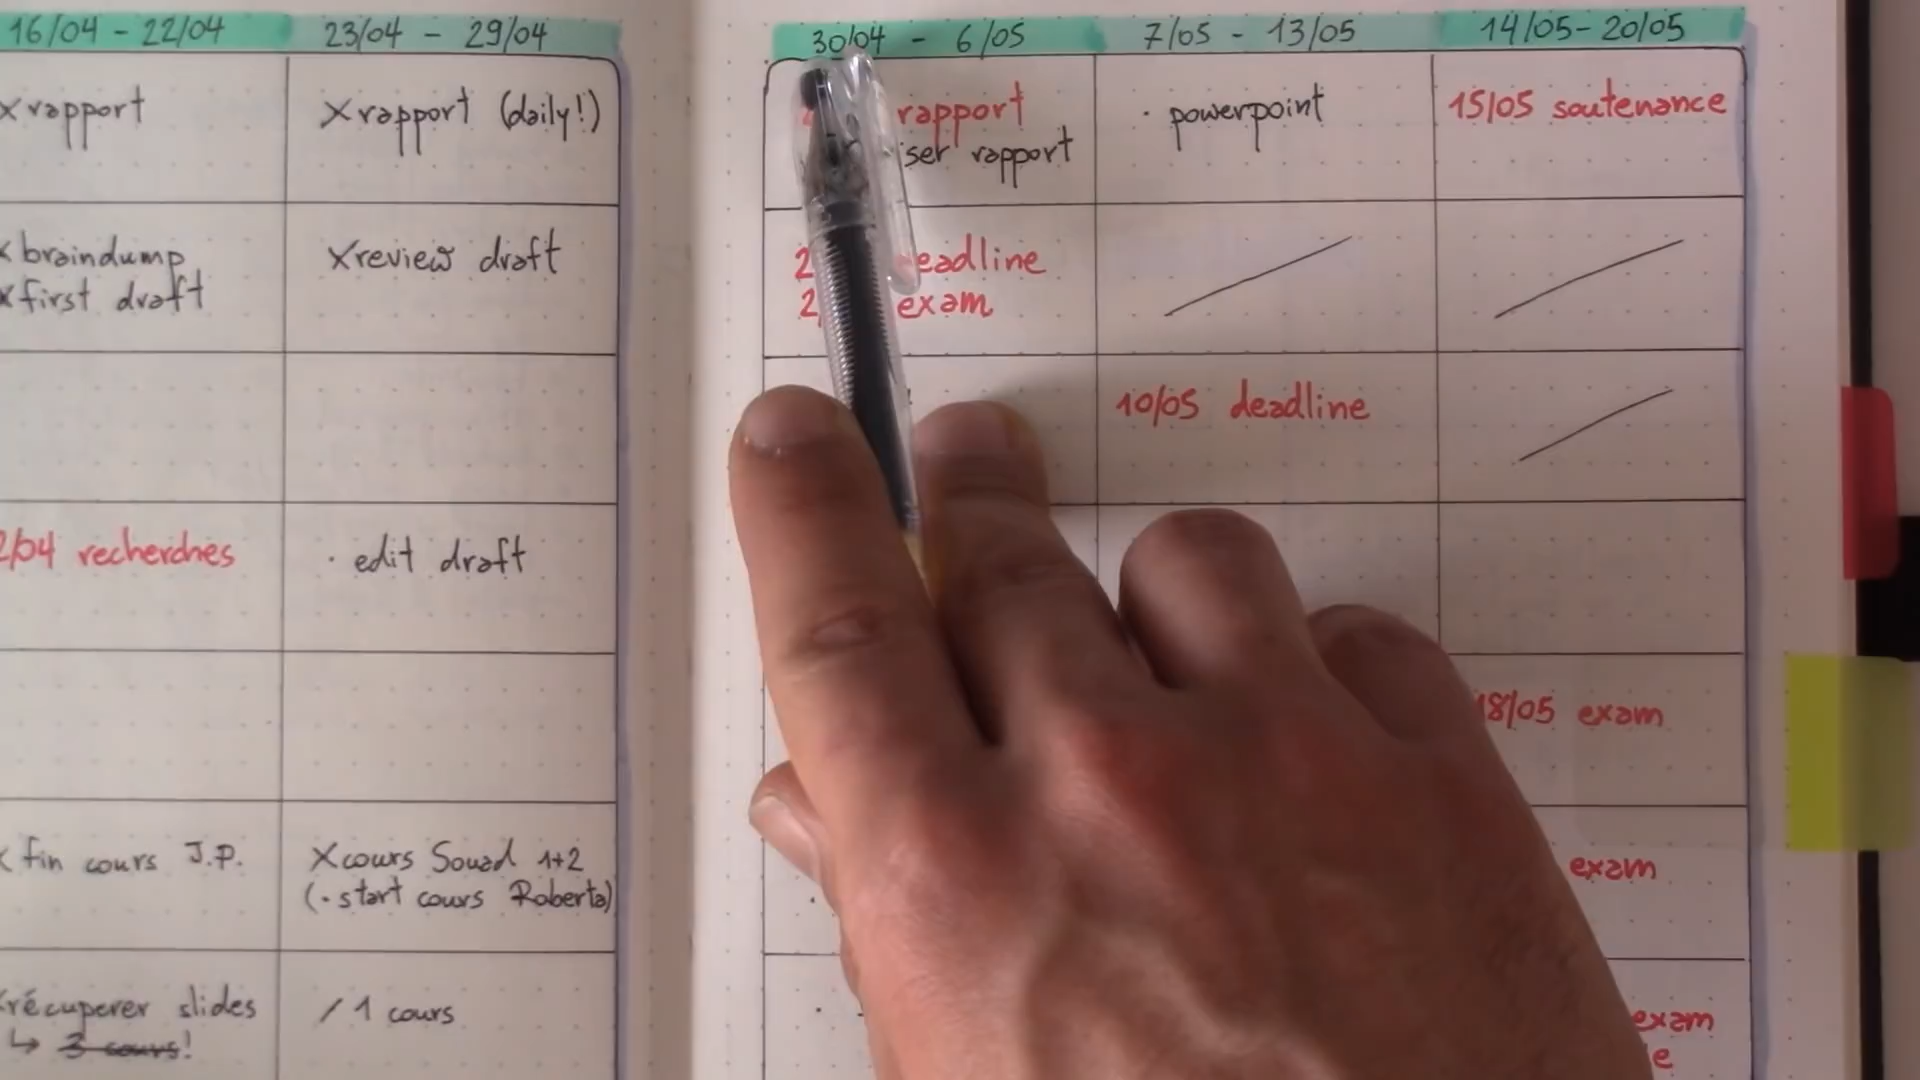 16/04 - 22/04
23/04 - 29/04
30/04 - 6/05
7/05 - 13/05
14/05 - 20/05
x rapport
x rapport (daily!)
rapport
rapport
· powerpoint
15/05 soutenance
x braindump
x first draft
x review draft
exam
10/05 deadline
recherches
· edit draft
18/05 exam
x fin cours J.P.
x cours Souad 1+2
(· start cours Roberta)
exam
récuperer slides
↳ 3 cours!
/ 1 cours
exam